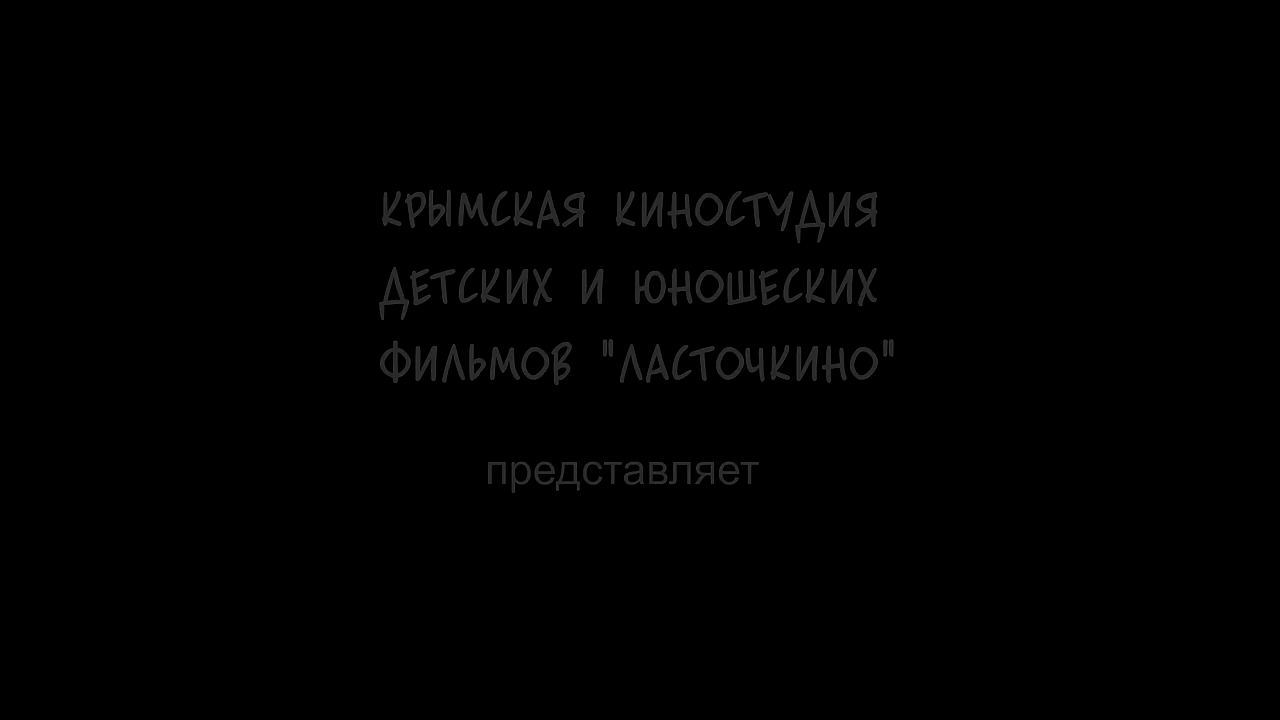 КРЫМСКАЯ КИНОСТУДИЯ
ДЕТСКИХ И ЮНОШЕСКИХ
ФИЛЬМОВ "ЛАСТОЧКИНО"
представляет